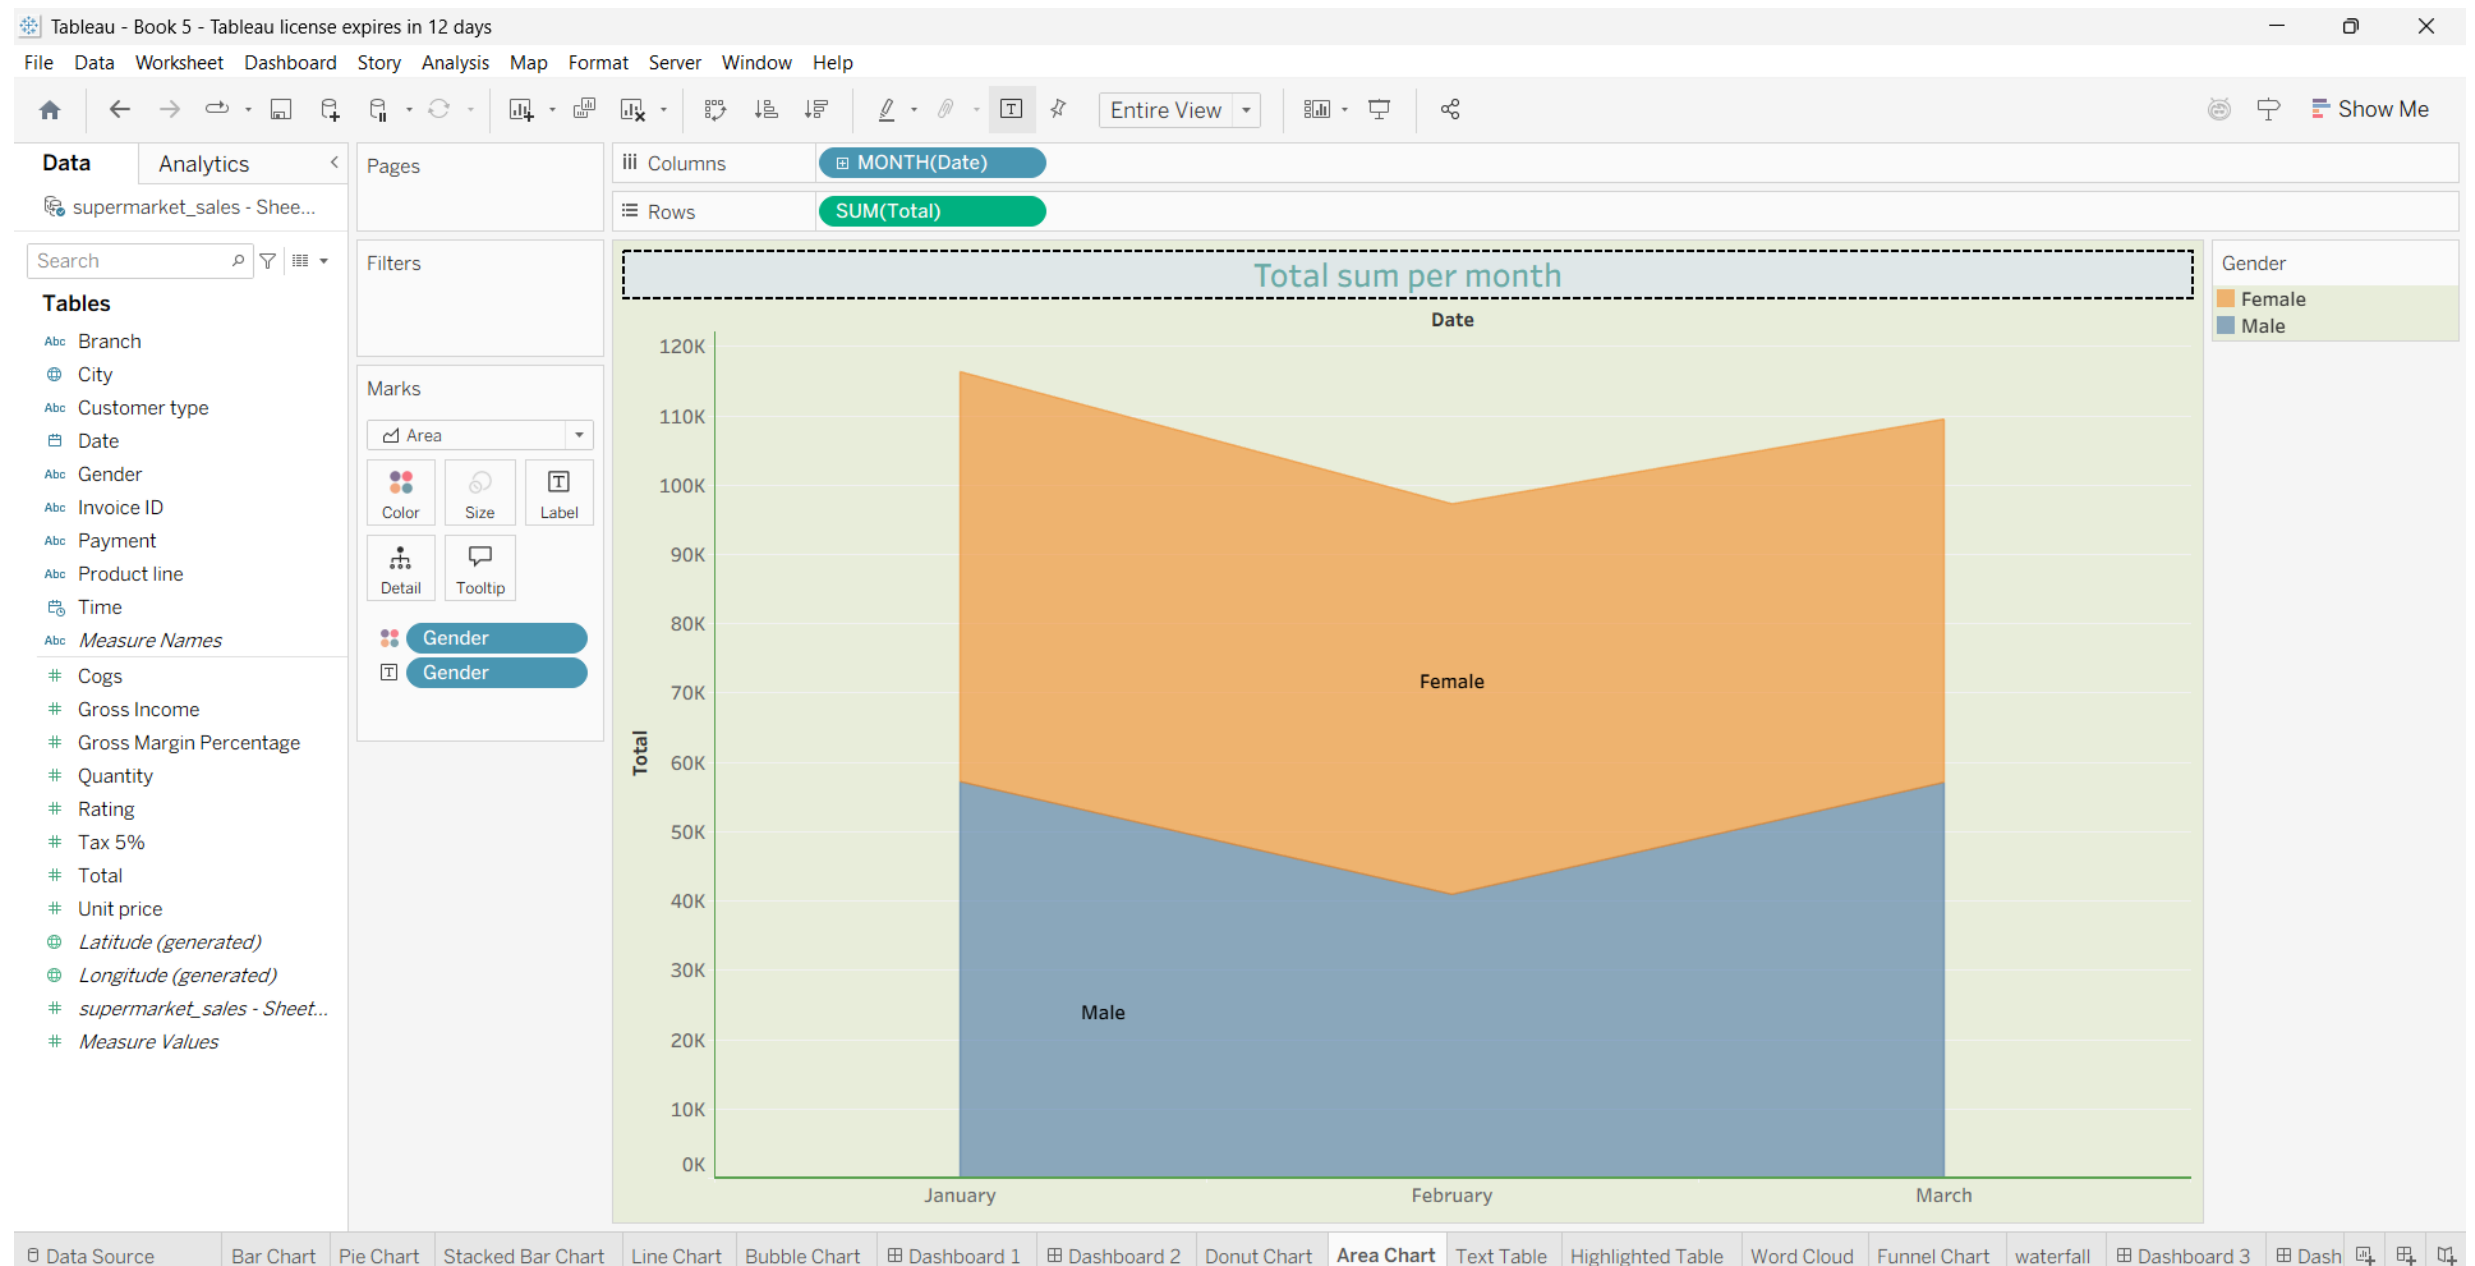 Tableau - Book 5 - Tableau license expires in 12 days
File Data Worksheet Dashboard Story Analysis Map Format Server Window Help
Entire View
Show Me
Data Analytics
supermarket_sales - Shee...
Search
Tables
Abc Branch
City
Abc Customer type
Date
Abc Gender
Abc Invoice ID
Abc Payment
Abc Product line
Time
Abc Measure Names
# Cogs
# Gross Income
# Gross Margin Percentage
# Quantity
# Rating
# Tax 5%
# Total
# Unit price
Latitude (generated)
Longitude (generated)
# supermarket_sales - Sheet...
# Measure Values
Pages
Filters
Marks
Area
Color Size Label
Detail Tooltip
Gender
Gender
Columns MONTH(Date)
Rows SUM(Total)
Total sum per month
Date
120K
110K
100K
90K
80K
70K
60K
50K
40K
30K
20K
10K
0K
Total
Female
Male
January February March
Gender
Female
Male
Data Source Bar Chart Pie Chart Stacked Bar Chart Line Chart Bubble Chart Dashboard 1 Dashboard 2 Donut Chart Area Chart Text Table Highlighted Table Word Cloud Funnel Chart waterfall Dashboard 3 Dash